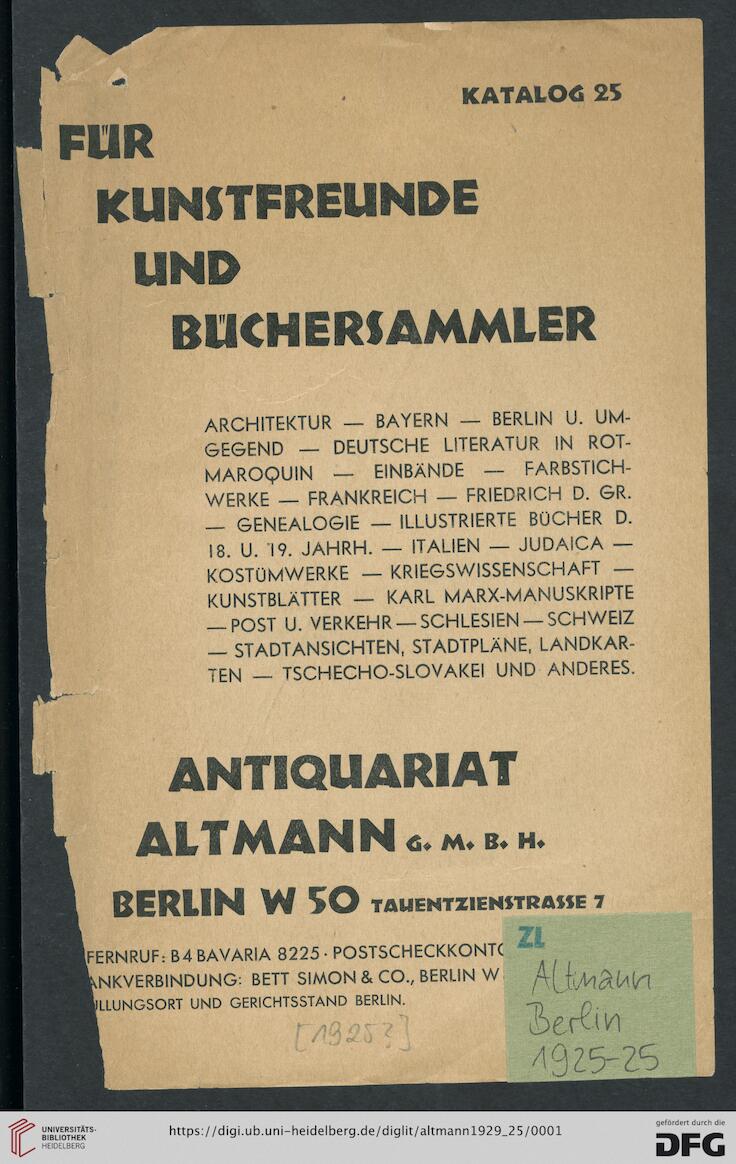 KATALOG 25
FÜR
KUNSTFREUNDE
UND
BÜCHERSAMMLER
ARCHITEKTUR — BAYERN — BERLIN U. UM-
GEGEND — DEUTSCHE LITERATUR IN ROT-
MAROQUIN — EINBÄNDE — FARBSTICH-
WERKE — FRANKREICH — FRIEDRICH D. GR.
— GENEALOGIE — ILLUSTRIERTE BÜCHER D.
18. U. 19. JAHRH. — ITALIEN — JUDAICA —
KOSTÜMWERKE — KRIEGSWISSENSCHAFT —
KUNSTBLÄTTER — KARL MARX-MANUSKRIPTE
— POST U. VERKEHR — SCHLESIEN — SCHWEIZ
— STADTANSICHTEN, STADTPLÄNE, LANDKAR-
TEN — TSCHECHO-SLOVAKEI UND ANDERES.
ANTIQUARIAT
ALTMANN G. M. B. H.
BERLIN W 50 TAUENTZIENSTRASSE 7
FERNRUF: B4 BAVARIA 8225 · POSTSCHECKKONTO
ANKVERBINDUNG: BETT SIMON & CO., BERLIN W
LLUNGSORT UND GERICHTSSTAND BERLIN.
[1925?]
ZL
Altmann
Berlin
1925-25
UNIVERSITÄTS-
BIBLIOTHEK
HEIDELBERG
https://digi.ub.uni-heidelberg.de/diglit/altmann1929_25/0001
gefördert durch die
DFG